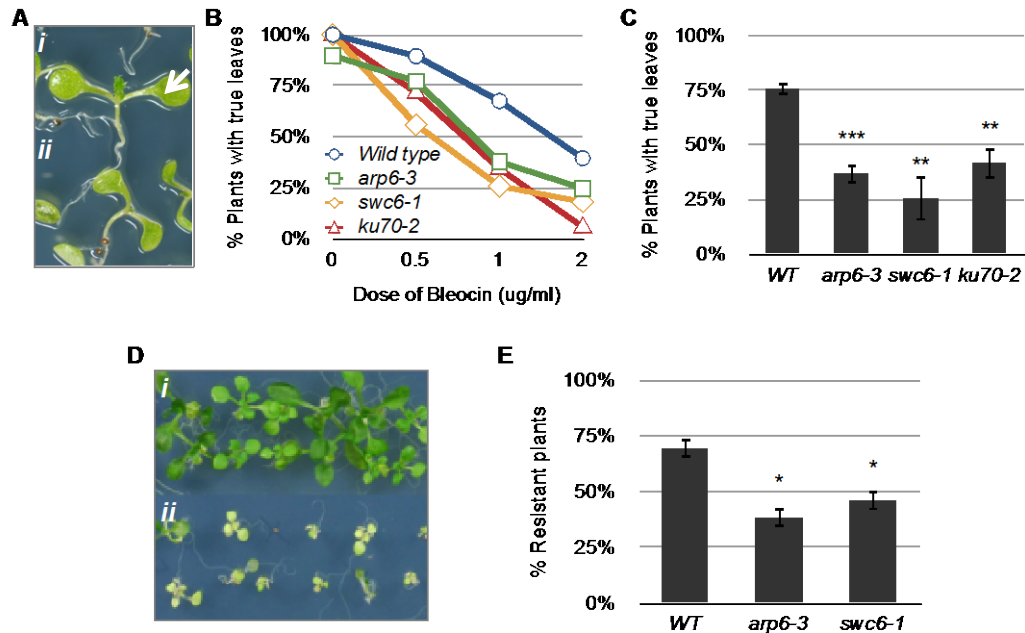 A
i
ii
B
% Plants with true leaves
100%
75%
50%
25%
0%
Wild type
arp6-3
swc6-1
ku70-2
0 0.5 1 2
Dose of Bleocin (ug/ml)
C
% Plants with true leaves
100%
75%
50%
25%
0%
*** ** **
WT arp6-3 swc6-1 ku70-2
D
i
ii
E
% Resistant plants
100%
75%
50%
25%
0%
* *
WT arp6-3 swc6-1